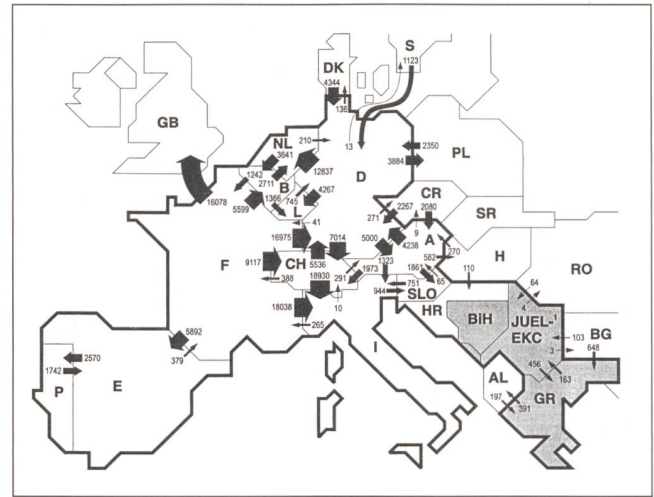 S
DK
1123
4344
136
GB
NL
210
3641
13
2350
3884
PL
1242
2711
12837
D
B
16078
5599
1366
745
4267
L
41
271
2267
CR
2080
9
SR
16975
7014
5000
4238
A
270
582
H
F
9117
388
CH
5536
1323
1861
18930
291
1973
751
65
110
64
RO
944
SLO
10
HR
18038
265
BiH
4
1
JUEL-
EKC
103
BG
3
648
5892
379
I
456
163
2570
1742
P
E
AL
197
391
GR